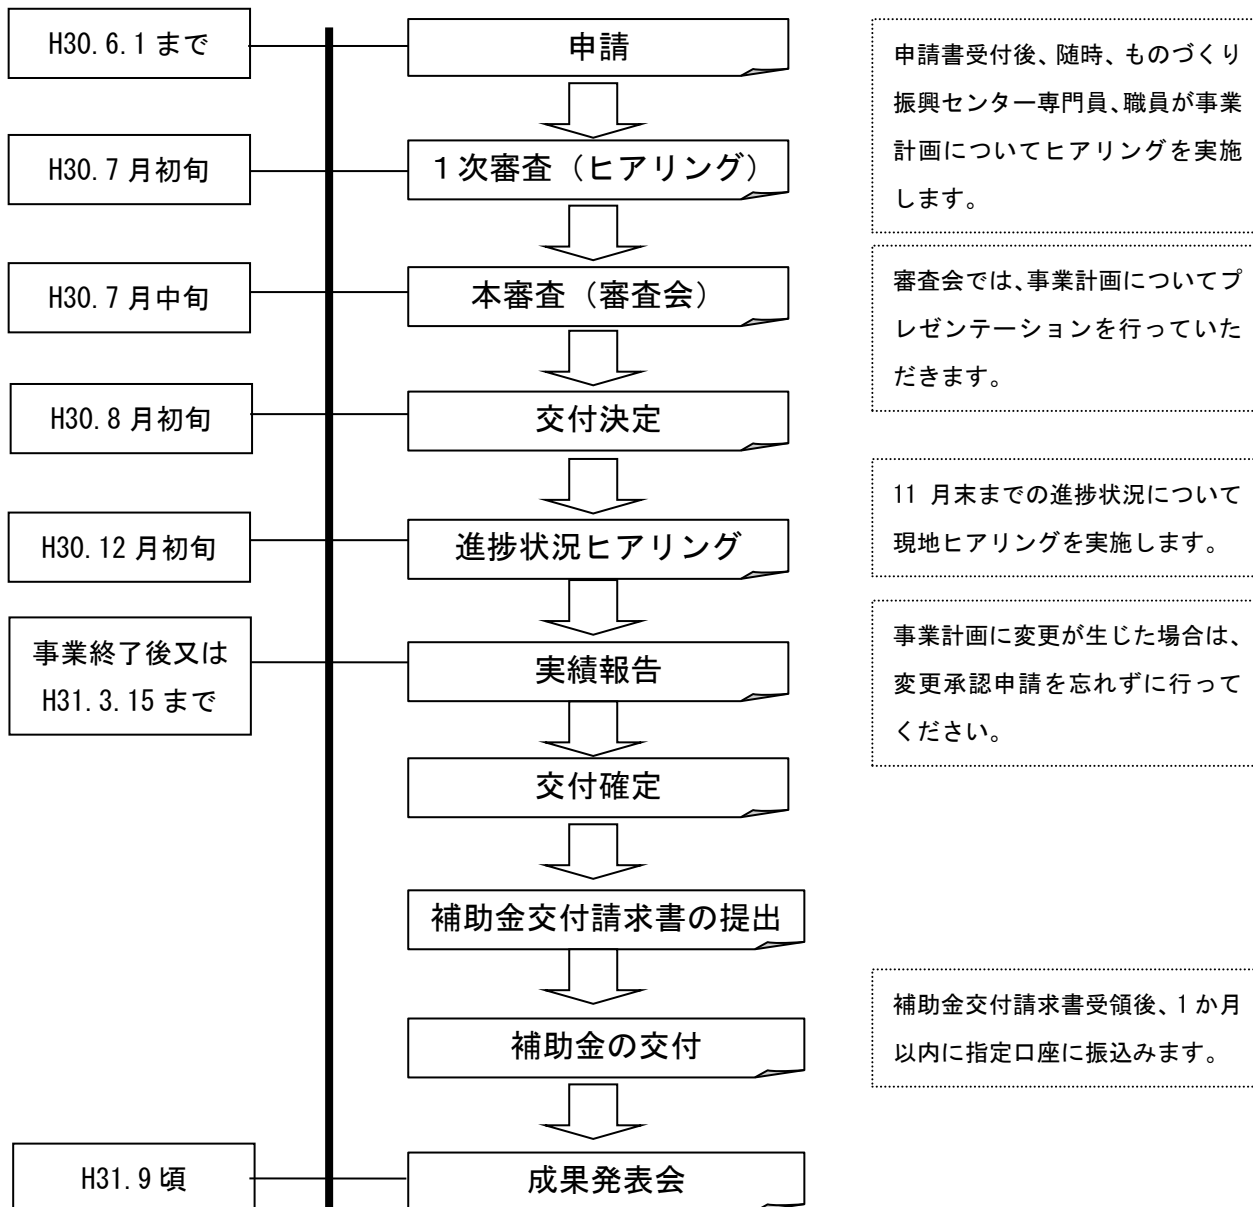 H30.6.1 まで
申請
申請書受付後、随時、ものづくり
振興センター専門員、職員が事業
計画についてヒアリングを実施
します。
H30.7 月初旬
１次審査（ヒアリング）
H30.7 月中旬
本審査（審査会）
審査会では、事業計画についてプ
レゼンテーションを行っていた
だきます。
H30.8 月初旬
交付決定
H30.12 月初旬
進捗状況ヒアリング
11 月末までの進捗状況について
現地ヒアリングを実施します。
事業終了後又は
H31.3.15 まで
実績報告
事業計画に変更が生じた場合は、
変更承認申請を忘れずに行って
ください。
交付確定
補助金交付請求書の提出
補助金の交付
補助金交付請求書受領後、1 か月
以内に指定口座に振込みます。
H31.9 頃
成果発表会